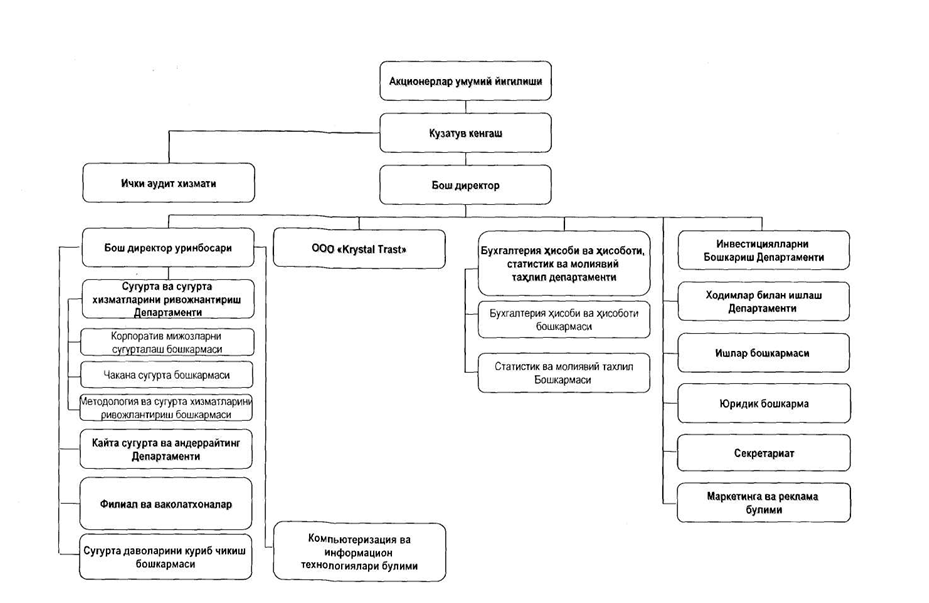 Акционерлар умумий йигилиши
Кузатув кенгаш
Ички аудит хизмати
Бош директор
Бош директор уринбосари
ООО «Krystal Trast»
Бухгалтерия ҳисоби ва ҳисоботи,
статистик ва молиявий
таҳлил департаменти
Инвестицияларни
Бошкариш Департаменти
Сугурта ва сугурта
хизматларини ривожнантириш
Департаменти
Корпоратив мижозларни
сугурталаш бошкармаси
Чакана сугурта бошкармаси
Методология ва сугурта хизматларини
ривожлантириш бошкармаси
Кайта сугурта ва андеррайтинг
Департаменти
Филиал ва ваколатхоналар
Сугурта даволарини куриб чикиш
бошкармаси
Компьютеризация ва
информацион
технологиялари булими
Бухгалтерия ҳисоби ва ҳисоботи
бошкармаси
Статистик ва молиявий тахлил
Бошкармаси
Ходимлар билан ишлаш
Департаменти
Ишлар бошкармаси
Юридик бошкарма
Секретариат
Маркетинга ва реклама
булими